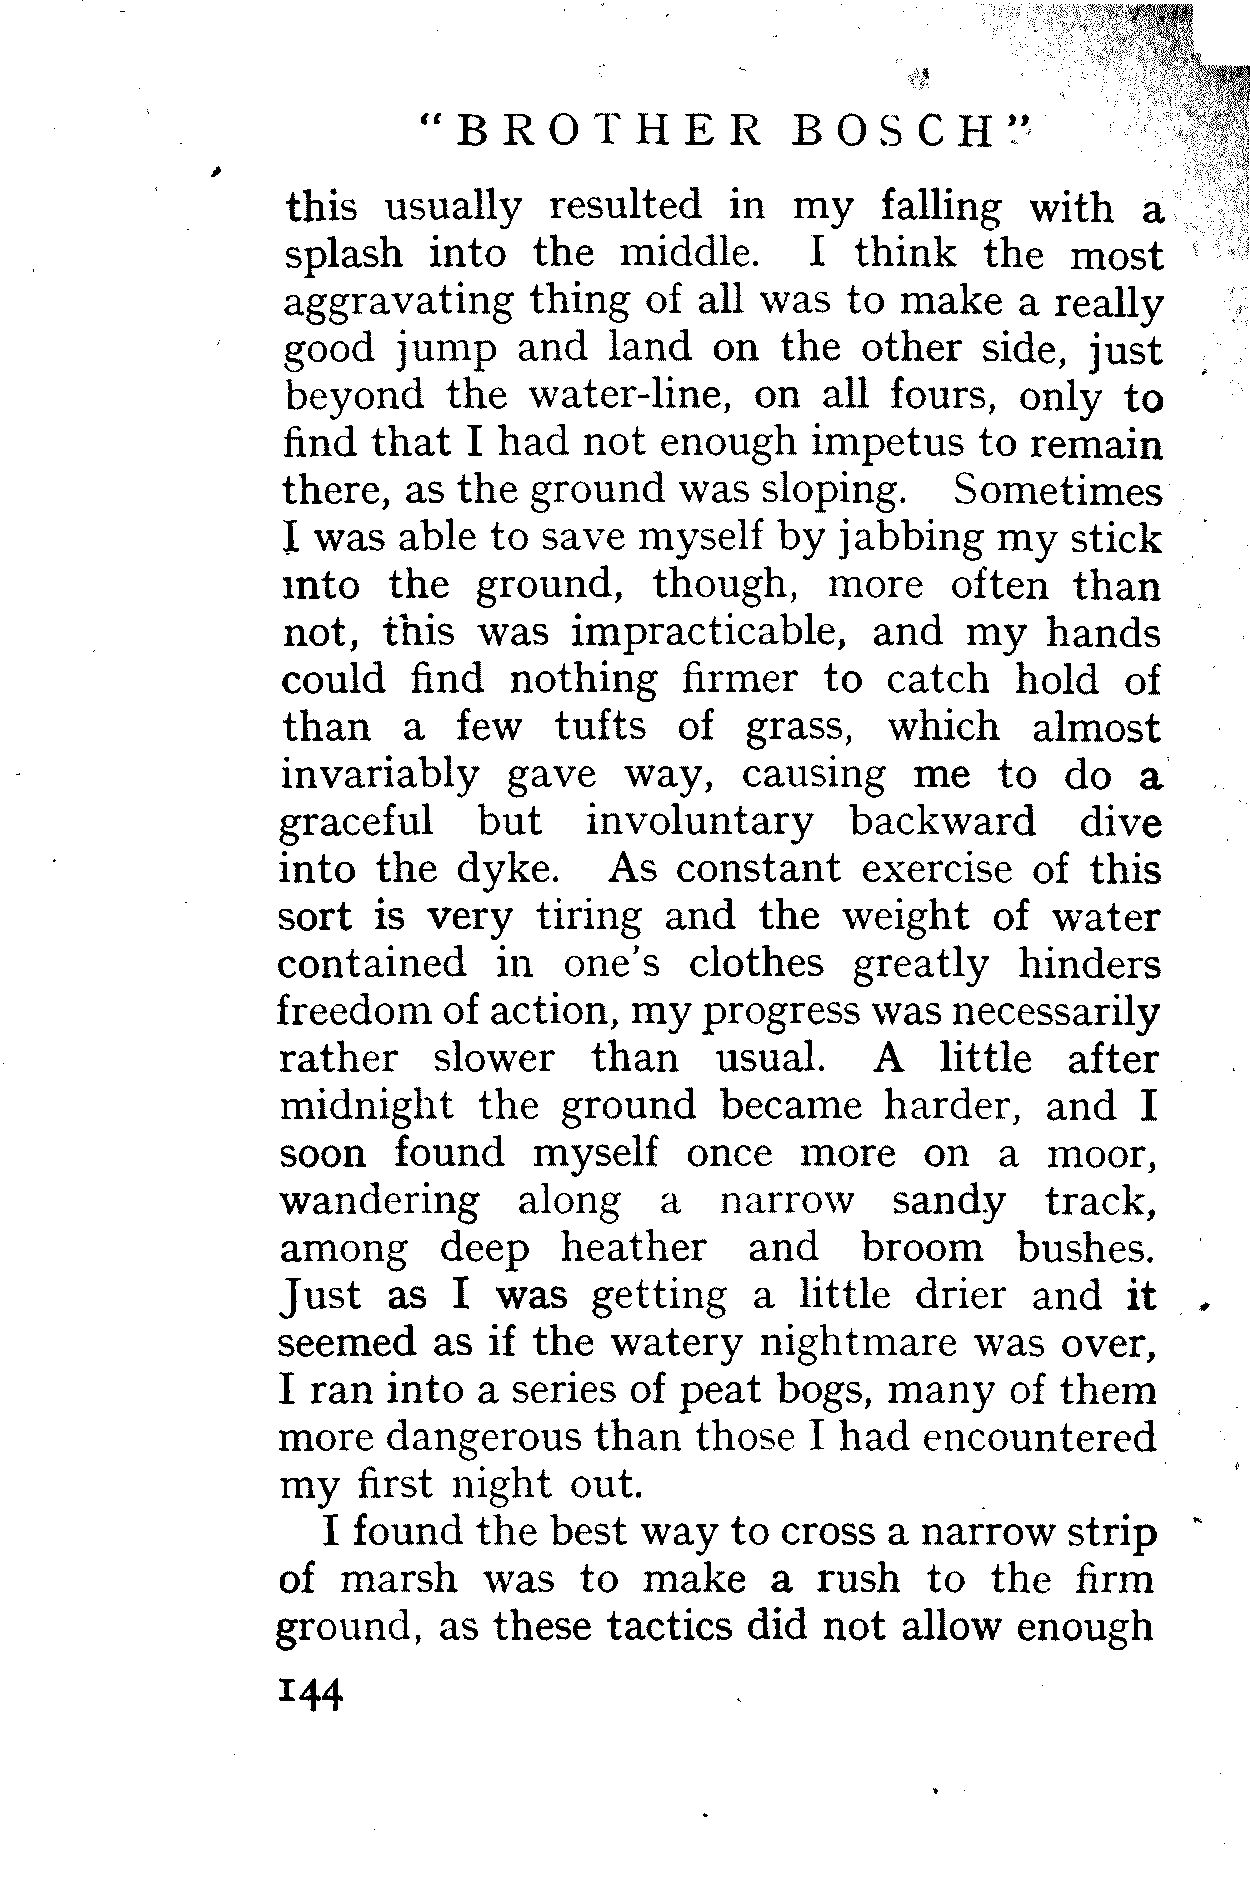 "BROTHER BOSCH"
this usually resulted in my falling with a
splash into the middle. I think the most
aggravating thing of all was to make a really
good jump and land on the other side, just
beyond the water-line, on all fours, only to
find that I had not enough impetus to remain
there, as the ground was sloping. Sometimes
I was able to save myself by jabbing my stick
into the ground, though, more often than
not, this was impracticable, and my hands
could find nothing firmer to catch hold of
than a few tufts of grass, which almost
invariably gave way, causing me to do a
graceful but involuntary backward dive
into the dyke. As constant exercise of this
sort is very tiring and the weight of water
contained in one's clothes greatly hinders
freedom of action, my progress was necessarily
rather slower than usual. A little after
midnight the ground became harder, and I
soon found myself once more on a moor,
wandering along a narrow sandy track,
among deep heather and broom bushes.
Just as I was getting a little drier and it
seemed as if the watery nightmare was over,
I ran into a series of peat bogs, many of them
more dangerous than those I had encountered
my first night out.
I found the best way to cross a narrow strip
of marsh was to make a rush to the firm
ground, as these tactics did not allow enough
144